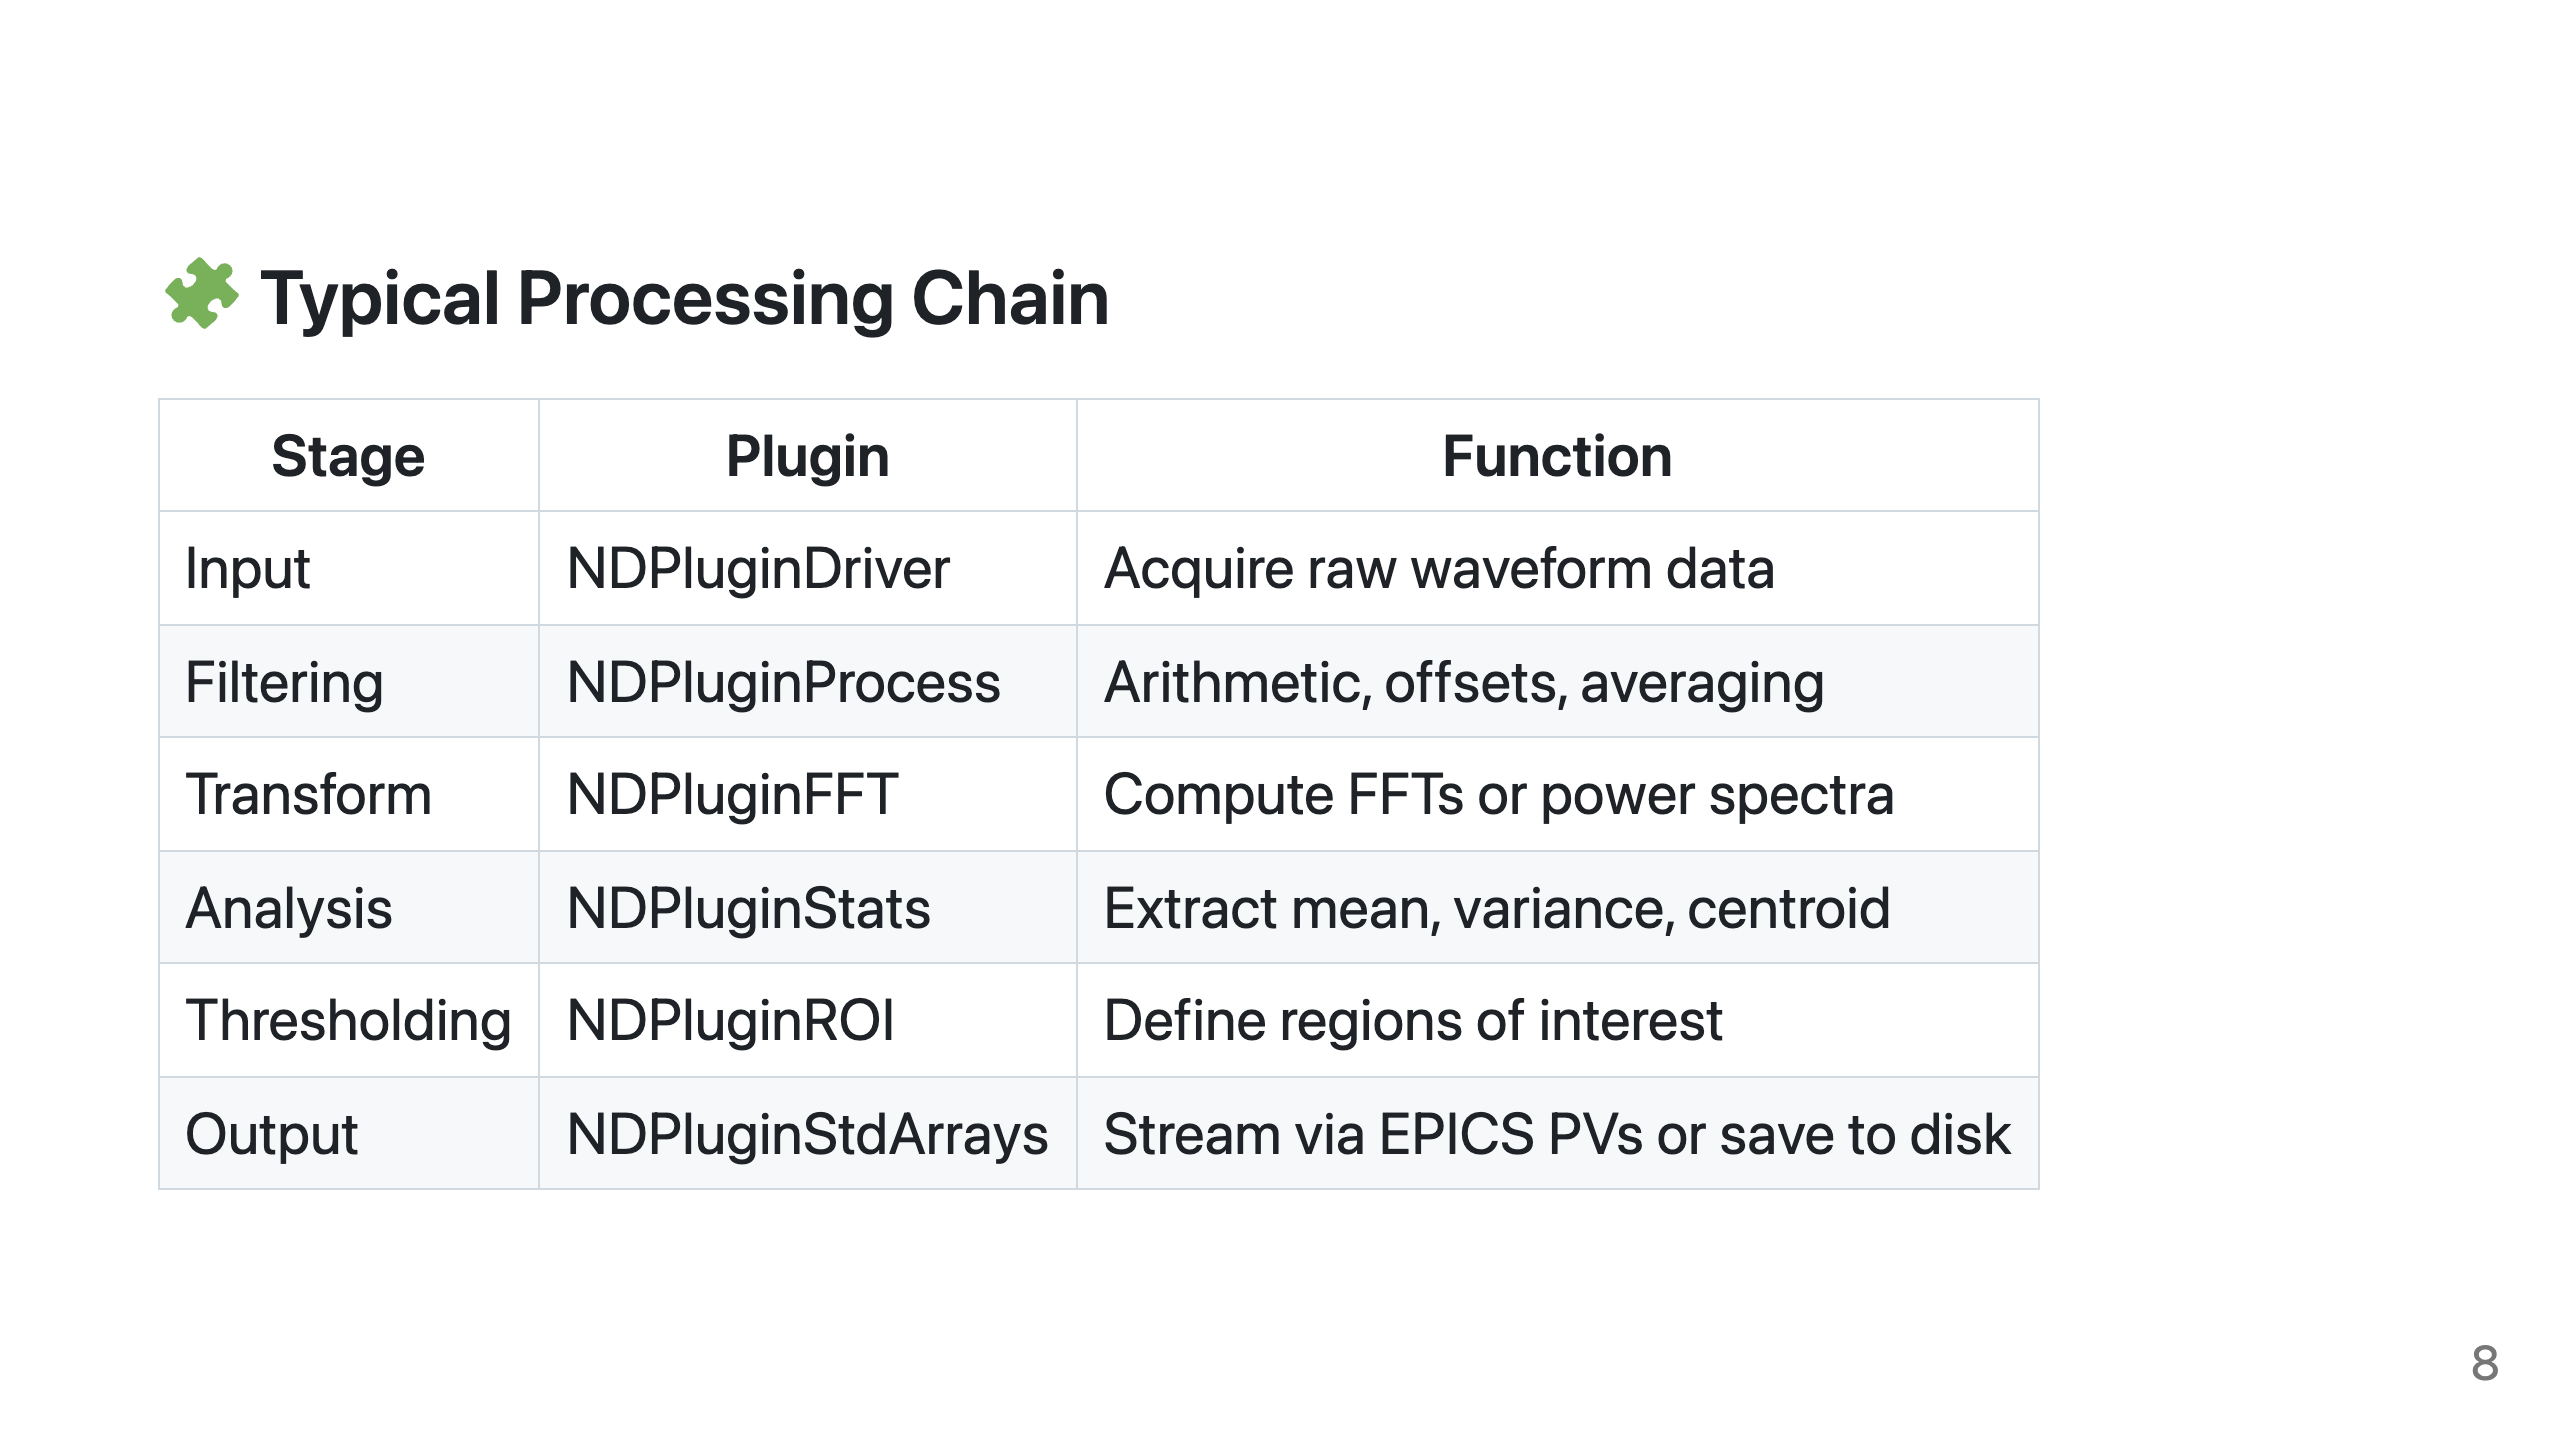 🧩 Typical Processing Chain
Stage Plugin Function
Input NDPluginDriver Acquire raw waveform data
Filtering NDPluginProcess Arithmetic, offsets, averaging
Transform NDPluginFFT Compute FFTs or power spectra
Analysis NDPluginStats Extract mean, variance, centroid
Thresholding NDPluginROI Define regions of interest
Output NDPluginStdArrays Stream via EPICS PVs or save to disk
8